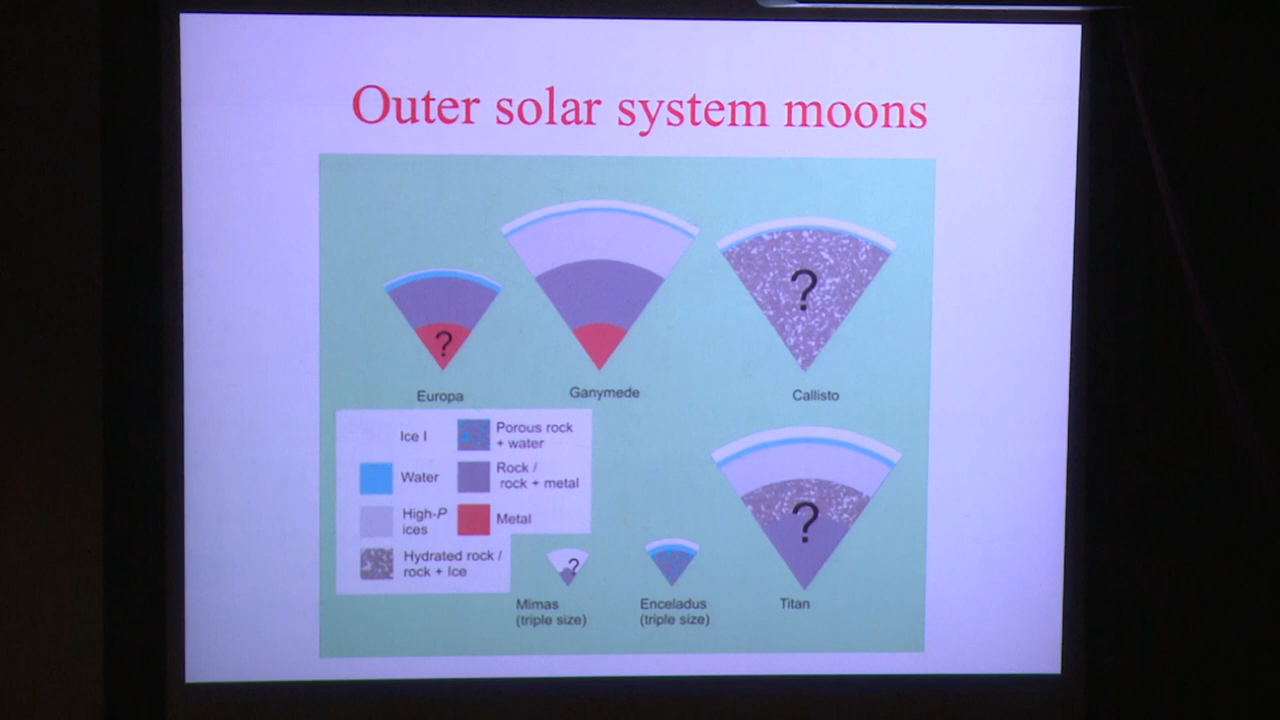 Outer solar system moons
?
?
Europa
Ganymede
Callisto
Ice I
Porous rock
+ water
Water
Rock /
rock + metal
High-P
ices
Metal
Hydrated rock /
rock + Ice
?
?
Mimas
(triple size)
Enceladus
(triple size)
Titan